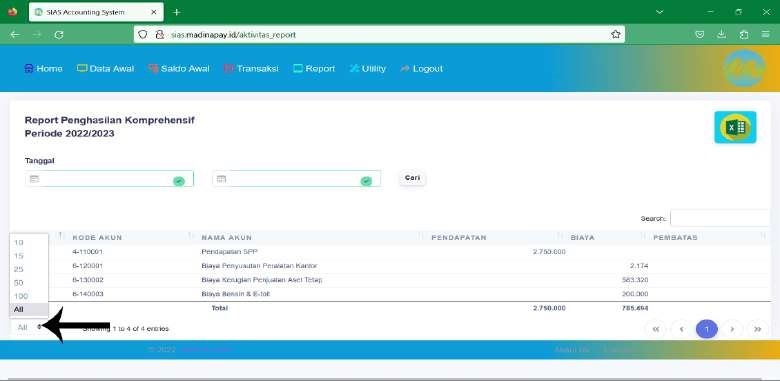 SIAS Accounting System
sias.madinapay.id/aktivitas_report
Home Data Awal Saldo Awal Transaksi Report Utility Logout
Report Penghasilan Komprehensif
Periode 2022/2023
Tanggal
Cari
Search:
KODE AKUN NAMA AKUN PENDAPATAN BIAYA PEMBATAS
4-110001 Pendapatan SPP 2.750.000
6-120001 Biaya Penyusutan Peralatan Kantor 2.174
6-130002 Biaya Kerugian Penjualan Aset Tetap 583.320
6-140003 Biaya Bensin & E-toll 200.000
Total 2.750.000 785.494
10
15
25
50
100
All
All
Showing 1 to 4 of 4 entries
« ‹ 1 › »
© 2022
About Us